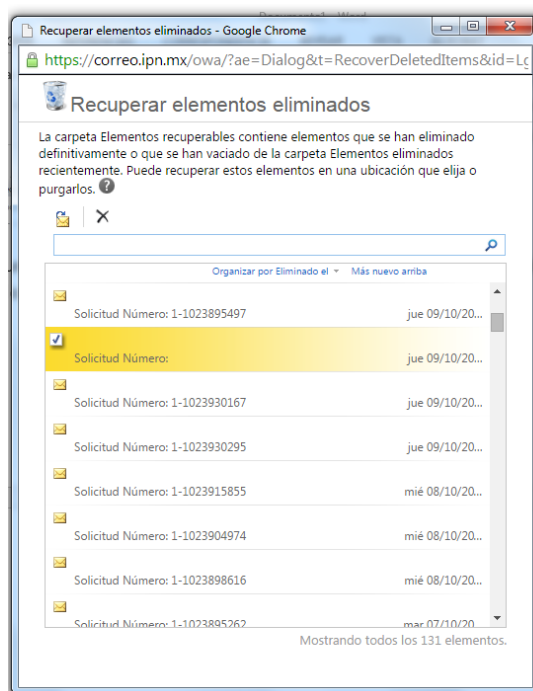 Recuperar elementos eliminados - Google Chrome
https://correo.ipn.mx/owa/?ae=Dialog&t=RecoverDeletedItems&id=Lg
Recuperar elementos eliminados
La carpeta Elementos recuperables contiene elementos que se han eliminado
definitivamente o que se han vaciado de la carpeta Elementos eliminados
recientemente. Puede recuperar estos elementos en una ubicación que elija o
purgarlos.
Organizar por Eliminado el Más nuevo arriba
Solicitud Número: 1-1023895497 jue 09/10/20...
Solicitud Número: jue 09/10/20...
Solicitud Número: 1-1023930167 jue 09/10/20...
Solicitud Número: 1-1023930295 jue 09/10/20...
Solicitud Número: 1-1023915855 mié 08/10/20...
Solicitud Número: 1-1023904974 mié 08/10/20...
Solicitud Número: 1-1023898616 mié 08/10/20...
Solicitud Número: 1-1023895262 mar 07/10/20...
Mostrando todos los 131 elementos.